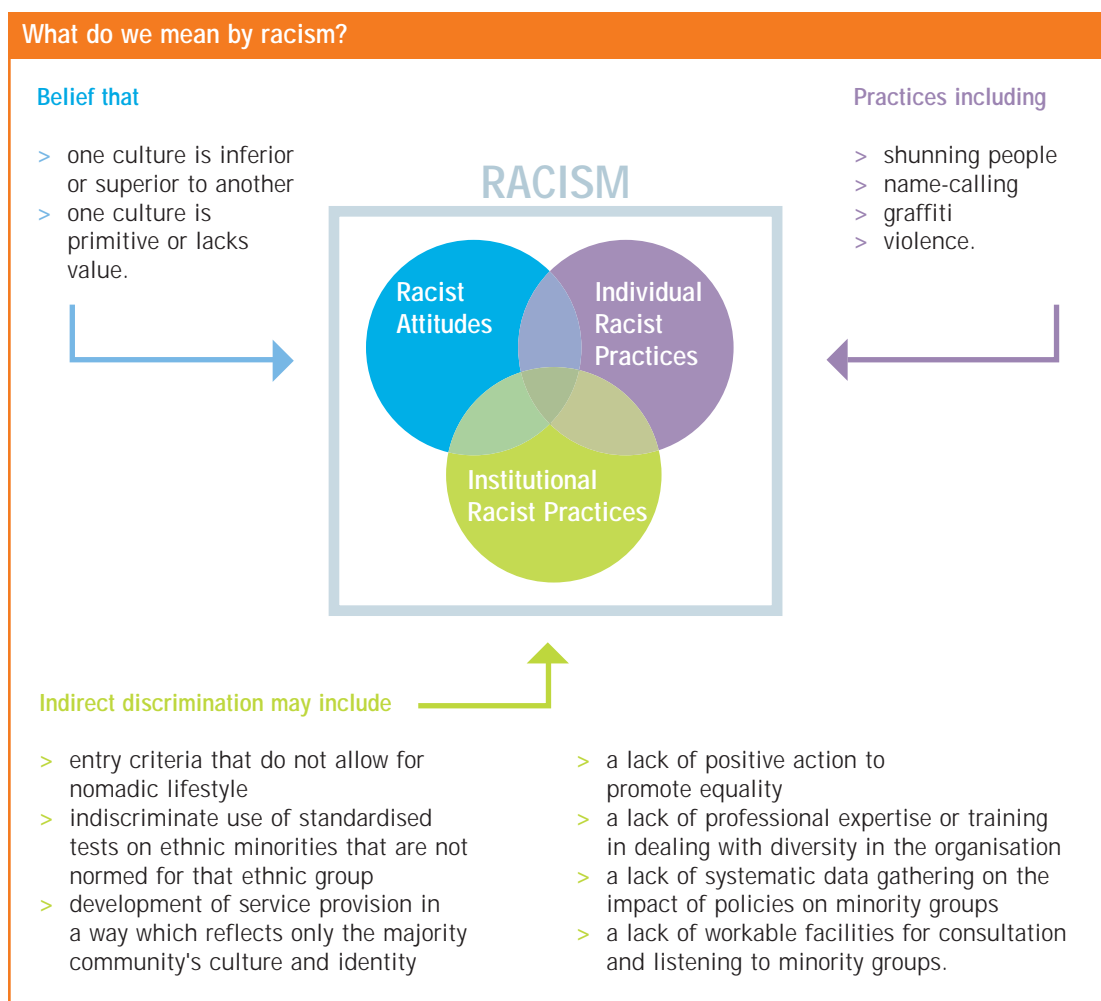 What do we mean by racism?
Belief that
> one culture is inferior
or superior to another
> one culture is
primitive or lacks
value.
Practices including
> shunning people
> name-calling
> graffiti
> violence.
RACISM
Racist
Attitudes
Individual
Racist
Practices
Institutional
Racist Practices
Indirect discrimination may include
> entry criteria that do not allow for
nomadic lifestyle
> indiscriminate use of standardised
tests on ethnic minorities that are not
normed for that ethnic group
> development of service provision in
a way which reflects only the majority
community's culture and identity
> a lack of positive action to
promote equality
> a lack of professional expertise or training
in dealing with diversity in the organisation
> a lack of systematic data gathering on the
impact of policies on minority groups
> a lack of workable facilities for consultation
and listening to minority groups.